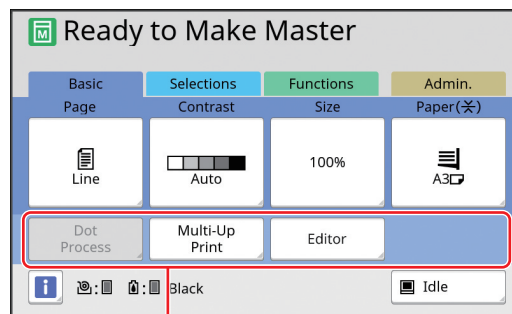 M Ready to Make Master
Basic Selections Functions Admin.
Page Contrast Size Paper(⚹)
Line Auto 100% A3
Dot Process Multi-Up Print Editor
i : : Black Idle